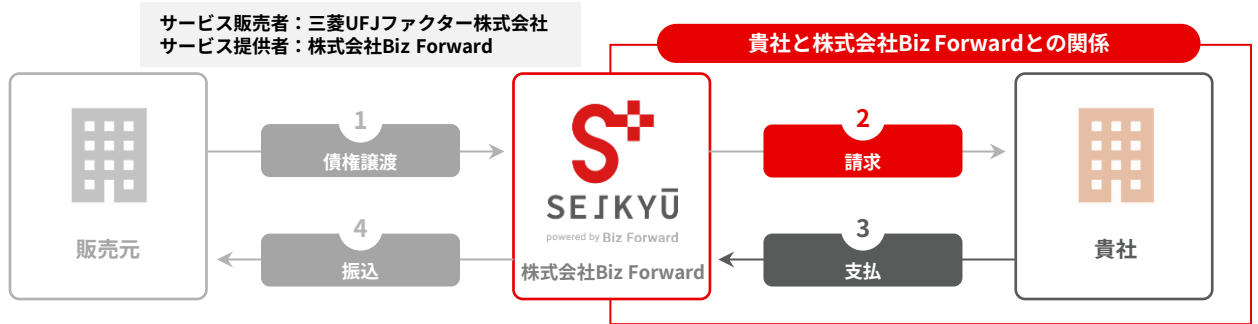 サービス販売者：三菱UFJファクター株式会社
サービス提供者：株式会社Biz Forward
貴社と株式会社Biz Forwardとの関係
販売元
1
債権譲渡
4
振込
S+
SEIKYŪ
powered by Biz Forward
株式会社Biz Forward
2
請求
3
支払
貴社